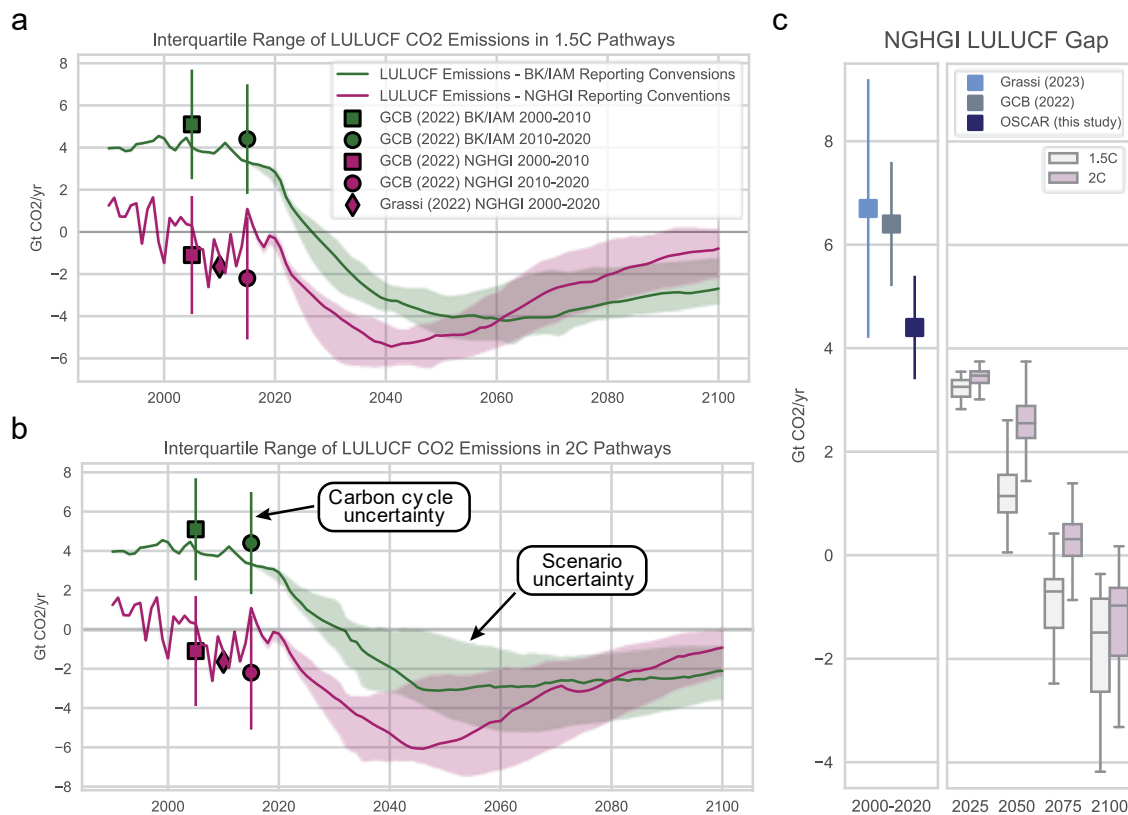 a
Interquartile Range of LULUCF CO2 Emissions in 1.5C Pathways
8
6
4
2
0
−2
−4
−6
Gt CO2/yr
LULUCF Emissions - BK/IAM Reporting Convensions
LULUCF Emissions - NGHGI Reporting Conventions
GCB (2022) BK/IAM 2000-2010
GCB (2022) BK/IAM 2010-2020
GCB (2022) NGHGI 2000-2010
GCB (2022) NGHGI 2010-2020
Grassi (2022) NGHGI 2000-2020
2000 2020 2040 2060 2080 2100
b
Interquartile Range of LULUCF CO2 Emissions in 2C Pathways
8
6
4
2
0
−2
−4
−6
−8
Gt CO2/yr
Carbon cycle
uncertainty
Scenario
uncertainty
2000 2020 2040 2060 2080 2100
c
NGHGI LULUCF Gap
Grassi (2023)
GCB (2022)
OSCAR (this study)
1.5C
2C
8
6
4
2
0
−2
−4
Gt CO2/yr
2000-2020
2025 2050 2075 2100